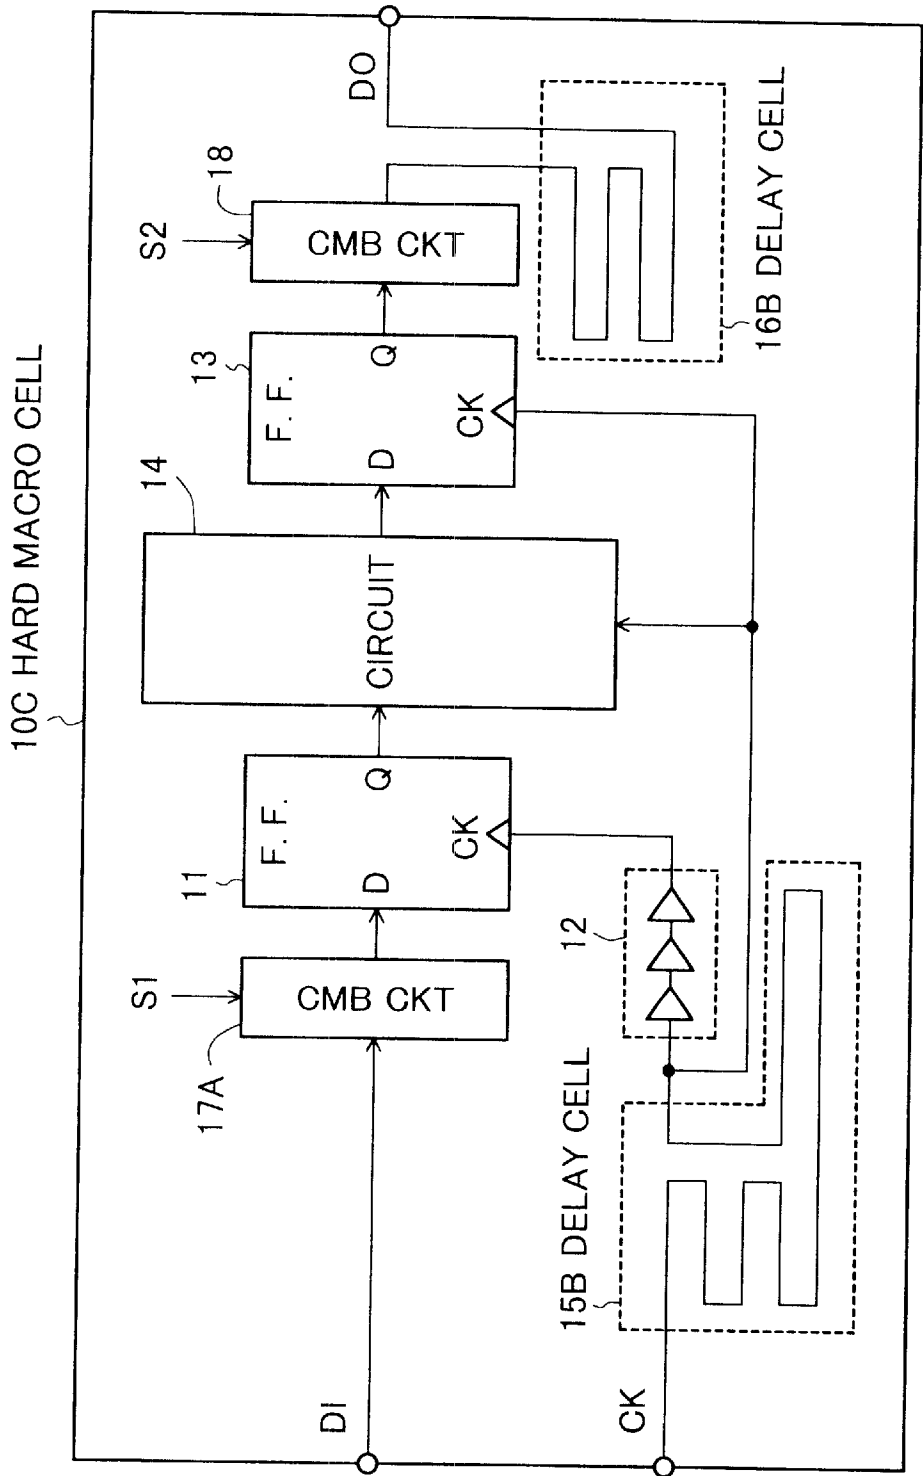 10C HARD MACRO CELL
S1
17A
CMB CKT
11
F. F.
D
Q
CK
14
CIRCUIT
13
F. F.
D
Q
CK
S2
18
CMB CKT
DO
DI
12
CK
15B DELAY CELL
16B DELAY CELL